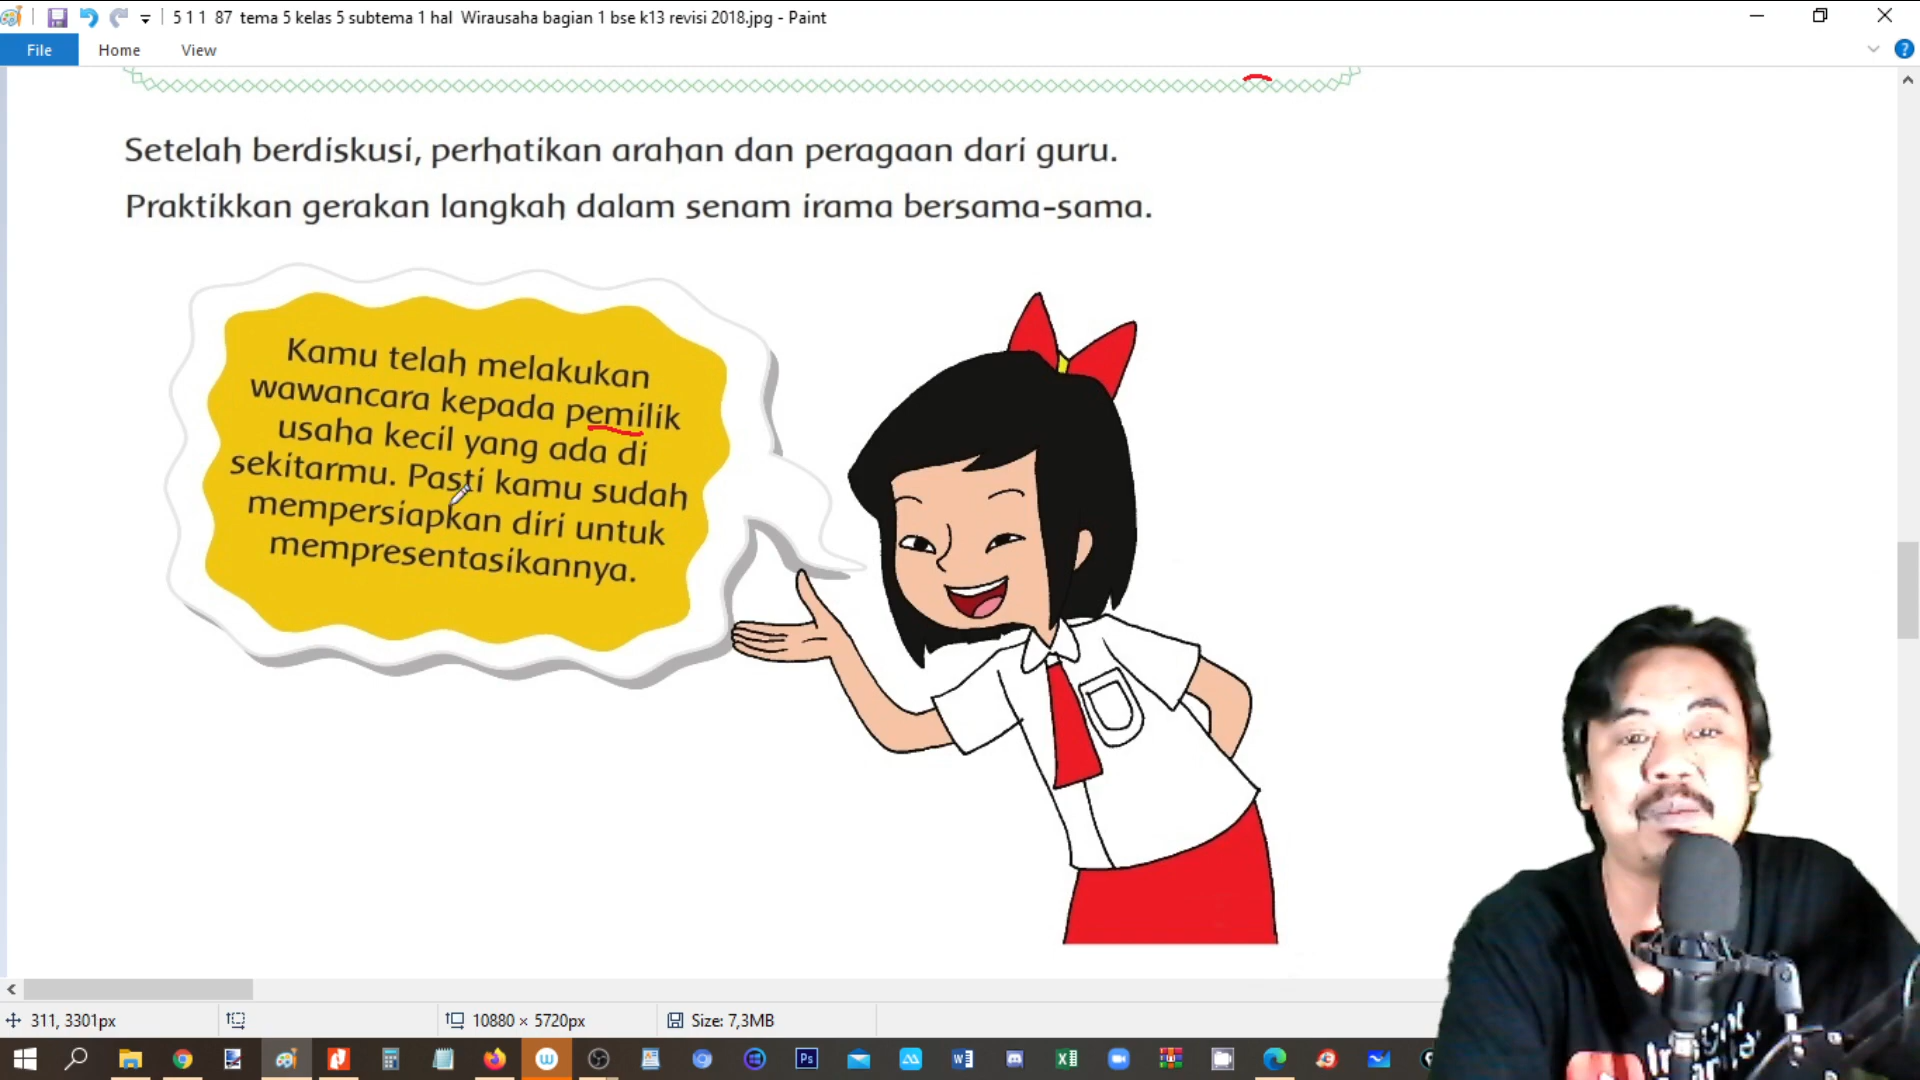 5 1 1 87 tema 5 kelas 5 subtema 1 hal Wirausaha bagian 1 bse k13 revisi 2018.jpg - Paint
File Home View
Setelah berdiskusi, perhatikan arahan dan peragaan dari guru.
Praktikkan gerakan langkah dalam senam irama bersama-sama.
Kamu telah melakukan
wawancara kepada pemilik
usaha kecil yang ada di
sekitarmu. Pasti kamu sudah
mempersiapkan diri untuk
mempresentasikannya.
311, 3301px
10880 × 5720px
Size: 7,3MB